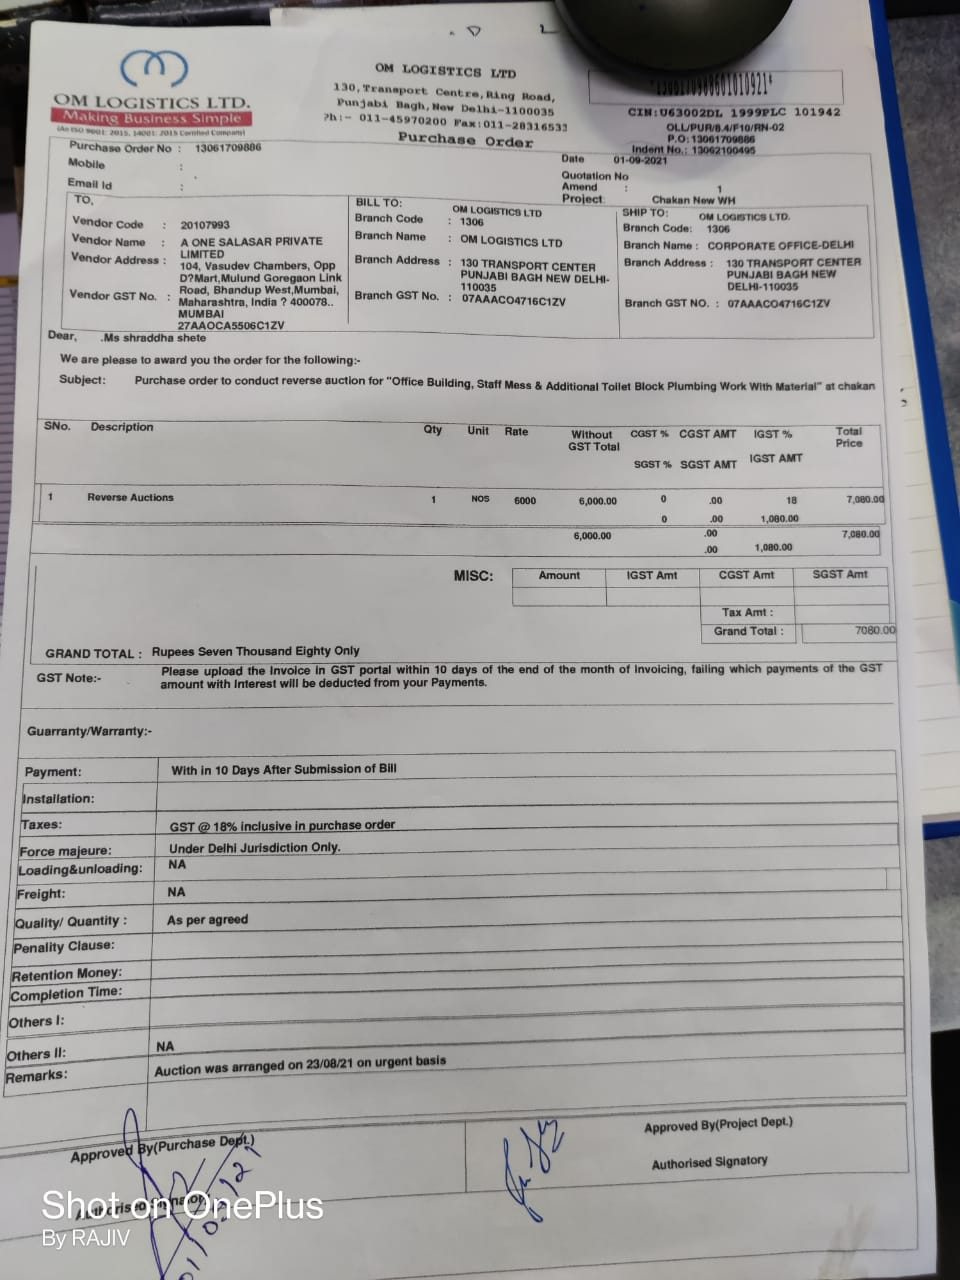 OM LOGISTICS LTD.
Making Business Simple
(An ISO 9001: 2015, 14001: 2015 Certified Company)
OM LOGISTICS LTD
130,Transport Centre,Ring Road,
Punjabi Bagh,New Delhi-1100035
Ph:- 011-45970200 Fax:011-28316533
Purchase Order
CIN:U63002DL 1999PLC 101942
OLL/PUR/8.4/F10/RN-02
P.O:13061709886
Indent No.: 13062100495
Purchase Order No : 13061709886
Mobile :
Email Id :
Date 01-09-2021
Quotation No
Amend : 1
Project: Chakan New WH
TO,
Vendor Code : 20107993
Vendor Name : A ONE SALASAR PRIVATE
LIMITED
Vendor Address : 104, Vasudev Chambers, Opp
D?Mart,Mulund Goregaon Link
Road, Bhandup West,Mumbai,
Maharashtra, India ? 400078..
MUMBAI
Vendor GST No. : 27AAOCA5506C1ZV
BILL TO: OM LOGISTICS LTD
Branch Code : 1306
Branch Name : OM LOGISTICS LTD
Branch Address : 130 TRANSPORT CENTER
PUNJABI BAGH NEW DELHI-
110035
Branch GST No. : 07AAACO4716C1ZV
SHIP TO: OM LOGISTICS LTD.
Branch Code: 1306
Branch Name : CORPORATE OFFICE-DELHI
Branch Address : 130 TRANSPORT CENTER
PUNJABI BAGH NEW
DELHI-110035
Branch GST NO. : 07AAACO4716C1ZV
Dear, .Ms shraddha shete
We are please to award you the order for the following:-
Subject: Purchase order to conduct reverse auction for "Office Building, Staff Mess & Additional Toilet Block Plumbing Work With Material" at chakan
SNo. Description Qty Unit Rate Without GST Total CGST % CGST AMT IGST % Total Price
SGST % SGST AMT IGST AMT
1 Reverse Auctions 1 NOS 6000 6,000.00 0 .00 18 7,080.00
0 .00 1,080.00
6,000.00 .00 7,080.00
.00 1,080.00
MISC: Amount IGST Amt CGST Amt SGST Amt
Tax Amt :
Grand Total : 7080.00
GRAND TOTAL : Rupees Seven Thousand Eighty Only
GST Note:- Please upload the Invoice in GST portal within 10 days of the end of the month of Invoicing, failing which payments of the GST
amount with Interest will be deducted from your Payments.
Guarranty/Warranty:-
Payment: With in 10 Days After Submission of Bill
Installation:
Taxes: GST @ 18% inclusive in purchase order
Force majeure: Under Delhi Jurisdiction Only.
Loading&unloading: NA
Freight: NA
Quality/ Quantity : As per agreed
Penality Clause:
Retention Money:
Completion Time:
Others I:
Others II: NA
Remarks: Auction was arranged on 23/08/21 on urgent basis
Approved By(Purchase Dept.)
Approved By(Project Dept.)
Authorised Signatory
Authorised Signatory
Shot on OnePlus
By RAJIV